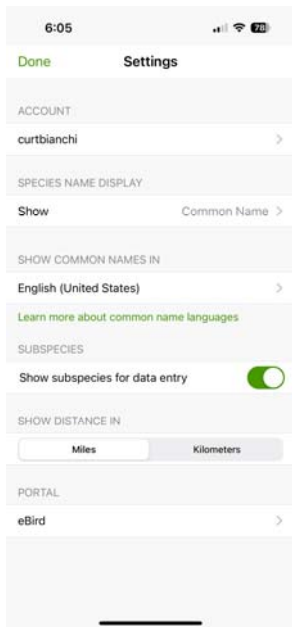 6:05
78
Done Settings
ACCOUNT
curtbianchi
SPECIES NAME DISPLAY
Show Common Name
SHOW COMMON NAMES IN
English (United States)
Learn more about common name languages
SUBSPECIES
Show subspecies for data entry
SHOW DISTANCE IN
Miles Kilometers
PORTAL
eBird